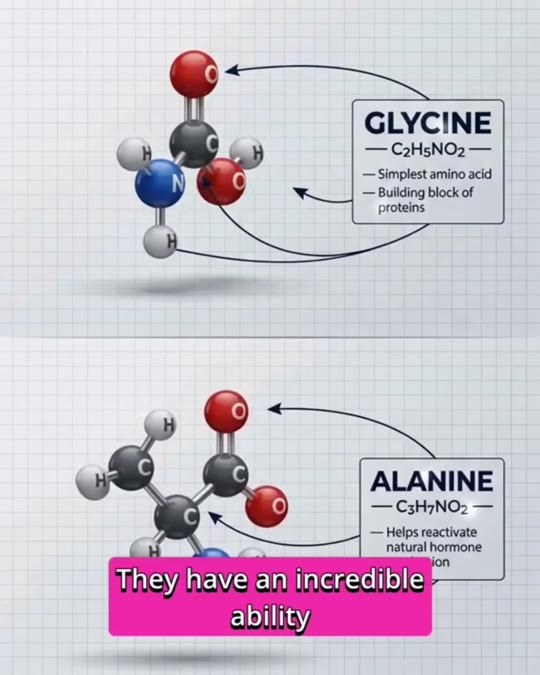 O
C
H
H
N
O
H
GLYCINE
C₂H₅NO₂
— Simplest amino acid
— Building block of
proteins
H
O
C
C
H
O
C
H
ALANINE
C₃H₇NO₂
— Helps reactivate
natural hormone
They have an incredible
ability